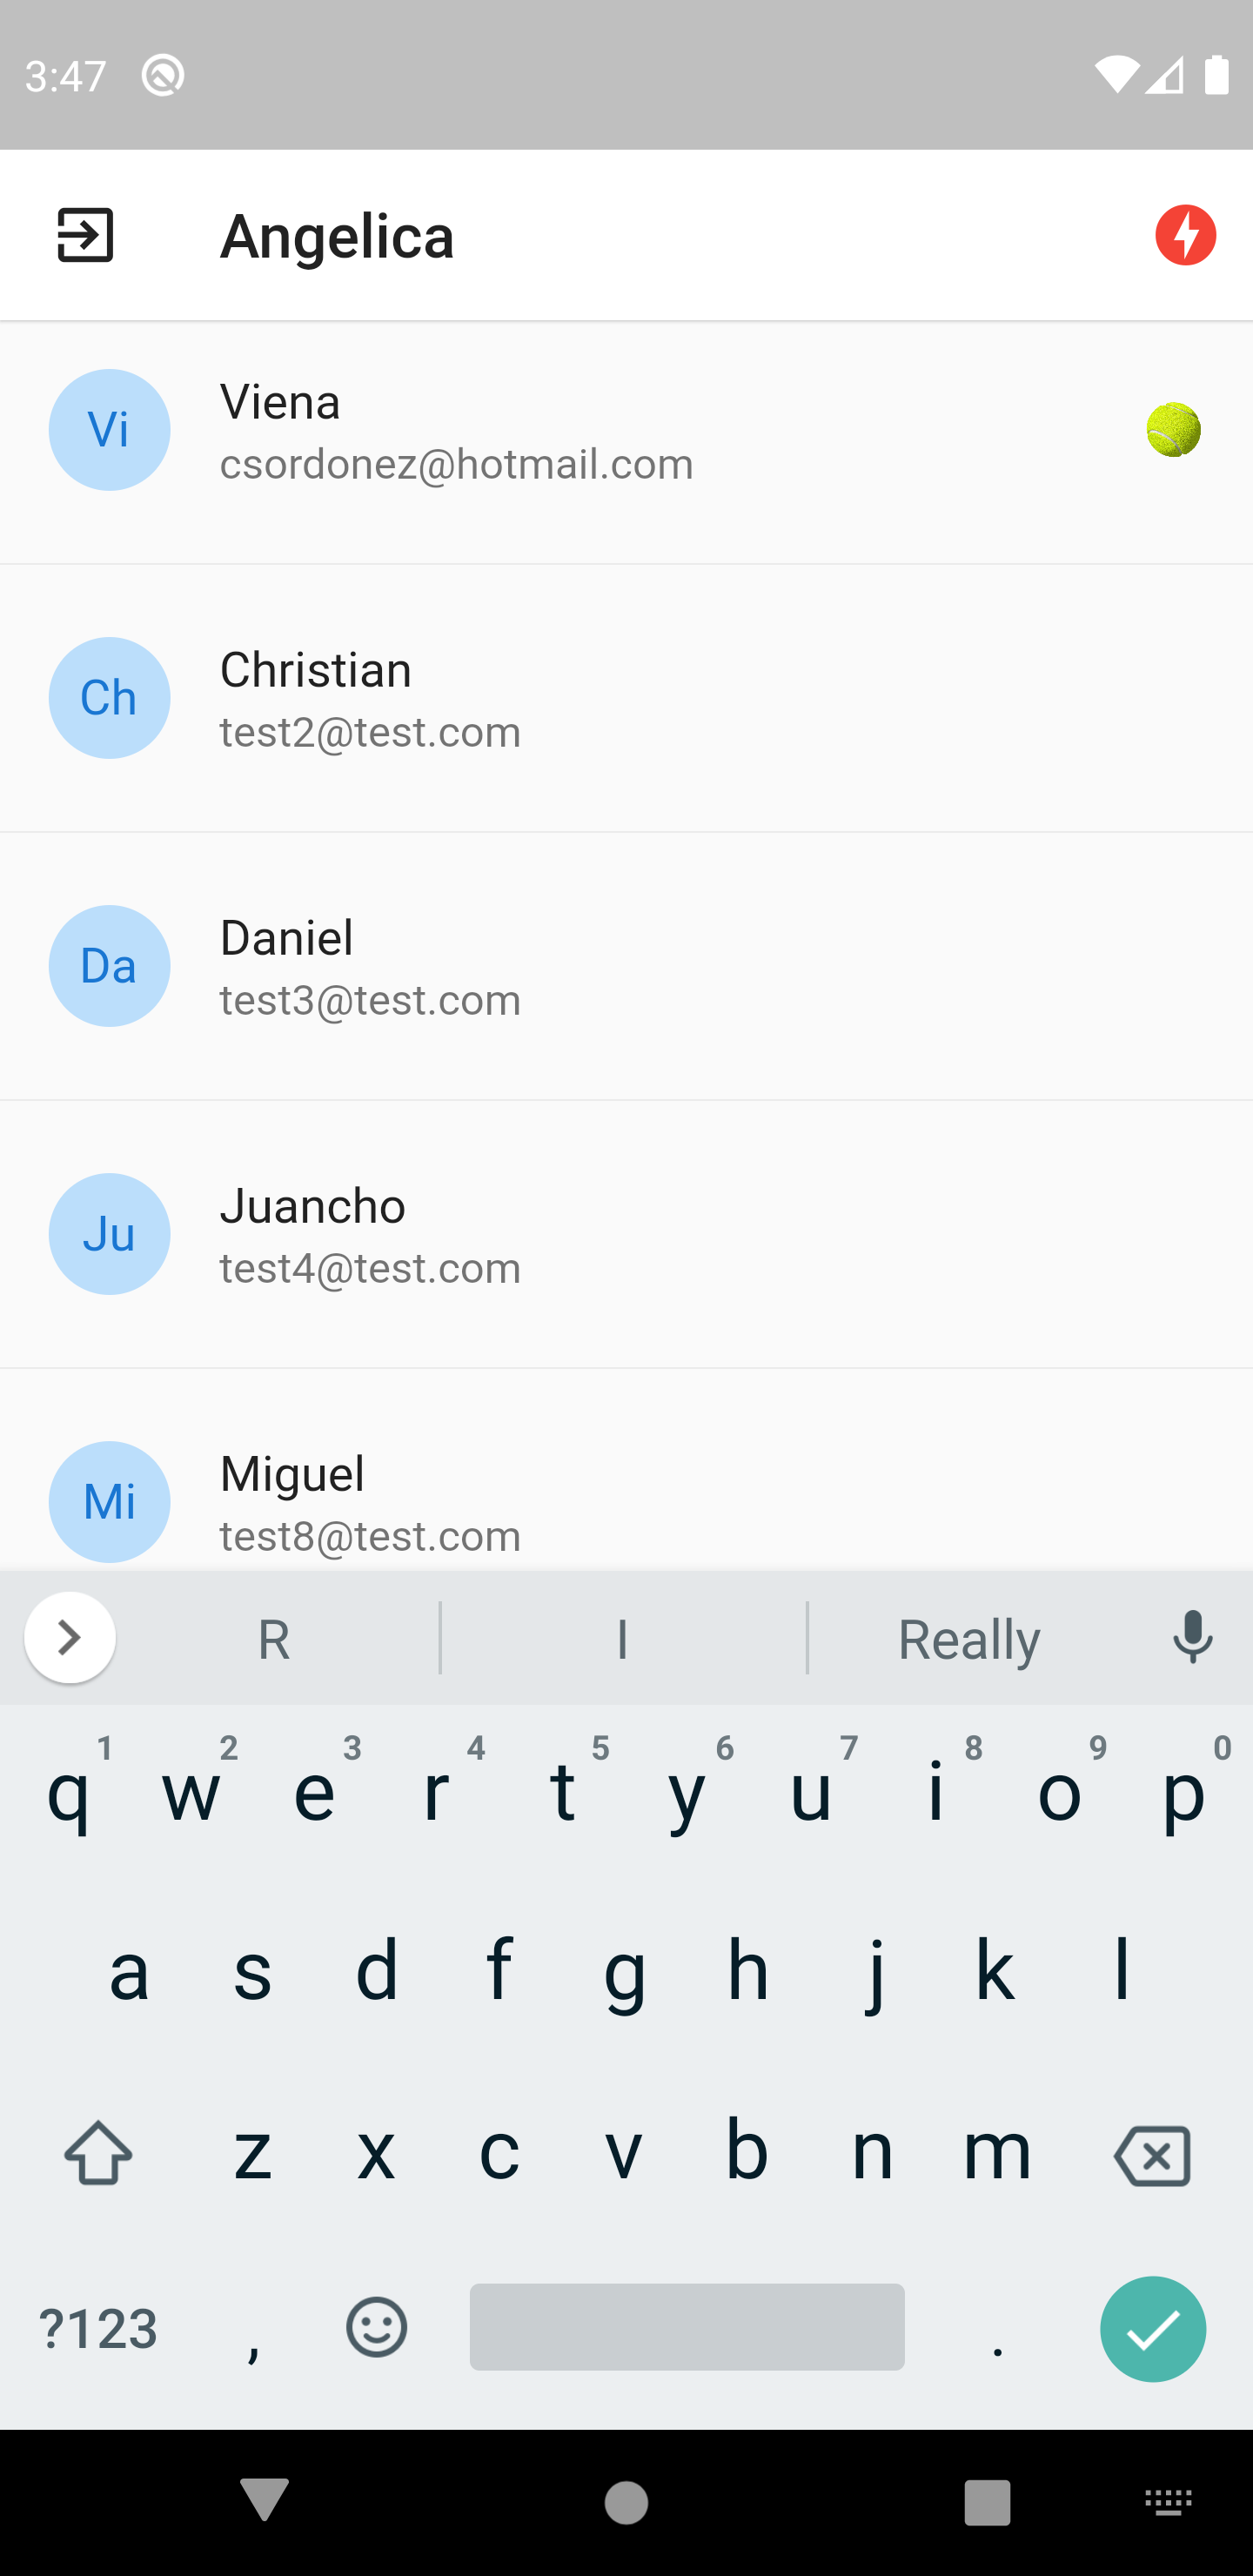 3:47
Angelica
Vi
Viena
csordonez@hotmail.com
Ch
Christian
test2@test.com
Da
Daniel
test3@test.com
Ju
Juancho
test4@test.com
Mi
Miguel
test8@test.com
R I Really
1 2 3 4 5 6 7 8 9 0
q w e r t y u i o p
a s d f g h j k l
z x c v b n m
?123 , .